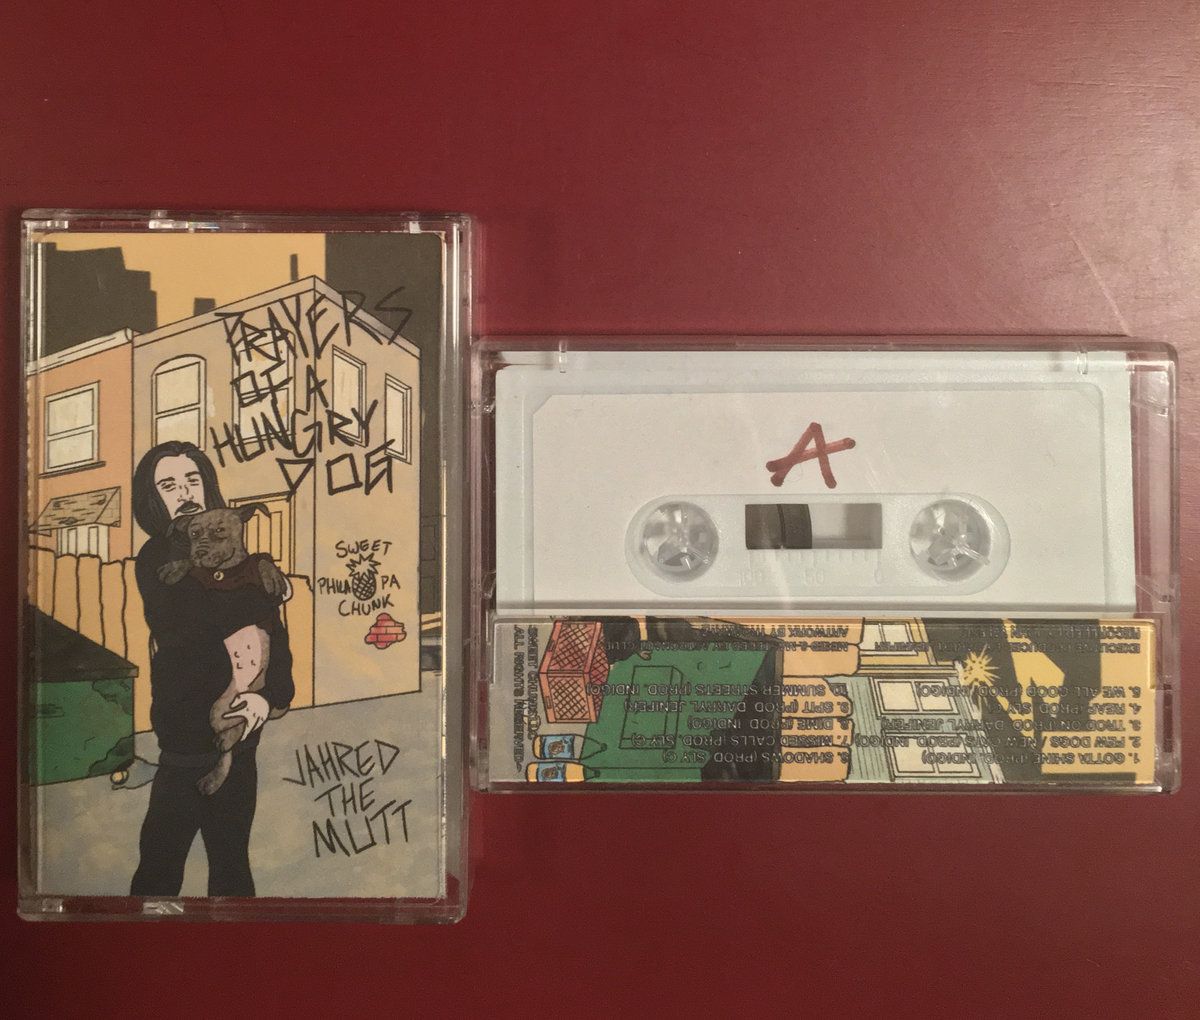 PRAYERS
OF A
HUNGRY
DOG
SWEET
PHILA PA
CHUNK
JAHRED
THE
MUTT
A
1. GOTTA SHINE (PROD. INDIGO)
2. FEW DOGS / NEW CATS (PROD. INDIGO)
3. TROD ON (PROD. DARRYL JENIFER)
4. REAP (PROD. SLY G)
5. WE ALL GOOD (PROD INDIGO)
6. SHADOWS (PROD SLY G)
7. MISSED CALLS (PROD. SLY G)
8. DIME (PROD INDIGO)
9. SPIT (PROD. DARRYL JENIFER)
10. SUMMER STREETS (PROD. INDIGO)
ARTWORK BY
SWEET CHUNK
ALL RIGHTS RESERVED